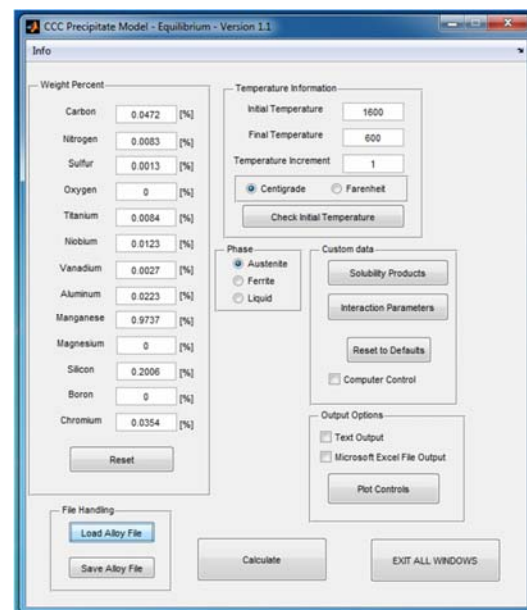 CCC Precipitate Model - Equilibrium - Version 1.1
Info
Weight Percent
Carbon 0.0472 [%]
Nitrogen 0.0083 [%]
Sulfur 0.0013 [%]
Oxygen 0 [%]
Titanium 0.0084 [%]
Niobium 0.0123 [%]
Vanadium 0.0027 [%]
Aluminum 0.0223 [%]
Manganese 0.9737 [%]
Magnesium 0 [%]
Silicon 0.2006 [%]
Boron 0 [%]
Chromium 0.0354 [%]
Reset
File Handling
Load Alloy File
Save Alloy File
Temperature Information
Initial Temperature 1600
Final Temperature 600
Temperature Increment 1
Centigrade Farenheit
Check Initial Temperature
Phase
Austenite
Ferrite
Liquid
Custom data
Solubility Products
Interaction Parameters
Reset to Defaults
Computer Control
Output Options
Text Output
Microsoft Excel File Output
Plot Controls
Calculate
EXIT ALL WINDOWS